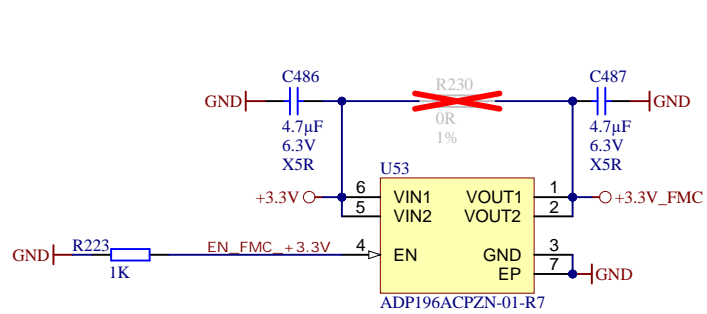 C486
R230
C487
GND
GND
4.7µF
6.3V
X5R
0R
1%
4.7µF
6.3V
X5R
U53
+3.3V
6
VIN1
VOUT1
1
+3.3V_FMC
5
VIN2
VOUT2
2
GND
R223
1K
EN_FMC_+3.3V
4
EN
GND
3
EP
7
GND
ADP196ACPZN-01-R7